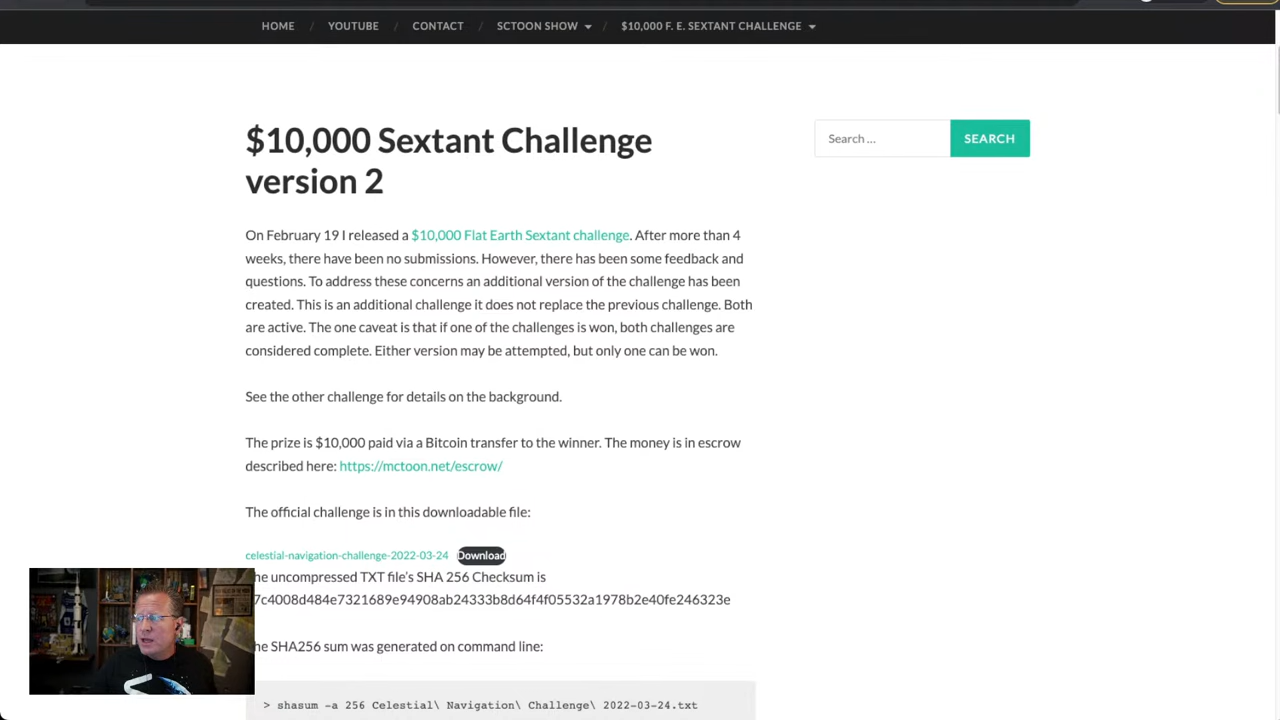 HOME / YOUTUBE / CONTACT / SCTOON SHOW / $10,000 F. E. SEXTANT CHALLENGE
$10,000 Sextant Challenge
version 2
Search …
SEARCH
On February 19 I released a $10,000 Flat Earth Sextant challenge. After more than 4
weeks, there have been no submissions. However, there has been some feedback and
questions. To address these concerns an additional version of the challenge has been
created. This is an additional challenge it does not replace the previous challenge. Both
are active. The one caveat is that if one of the challenges is won, both challenges are
considered complete. Either version may be attempted, but only one can be won.
See the other challenge for details on the background.
The prize is $10,000 paid via a Bitcoin transfer to the winner. The money is in escrow
described here: https://mctoon.net/escrow/
The official challenge is in this downloadable file:
celestial-navigation-challenge-2022-03-24 Download
he uncompressed TXT file's SHA 256 Checksum is
7c4008d484e7321689e94908ab24333b8d64f4f05532a1978b2e40fe246323e
he SHA256 sum was generated on command line:
> shasum -a 256 Celestial\ Navigation\ Challenge\ 2022-03-24.txt